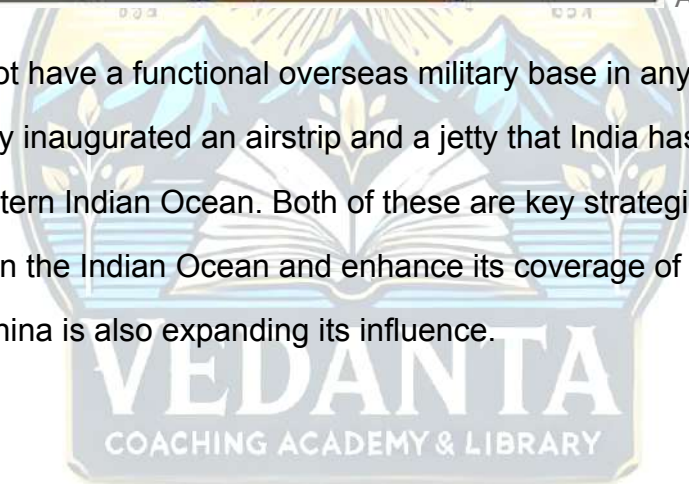 ot have a functional overseas military base in any
y inaugurated an airstrip and a jetty that India has
tern Indian Ocean. Both of these are key strategi
n the Indian Ocean and enhance its coverage of
hina is also expanding its influence.
VEDANTA
COACHING ACADEMY & LIBRARY